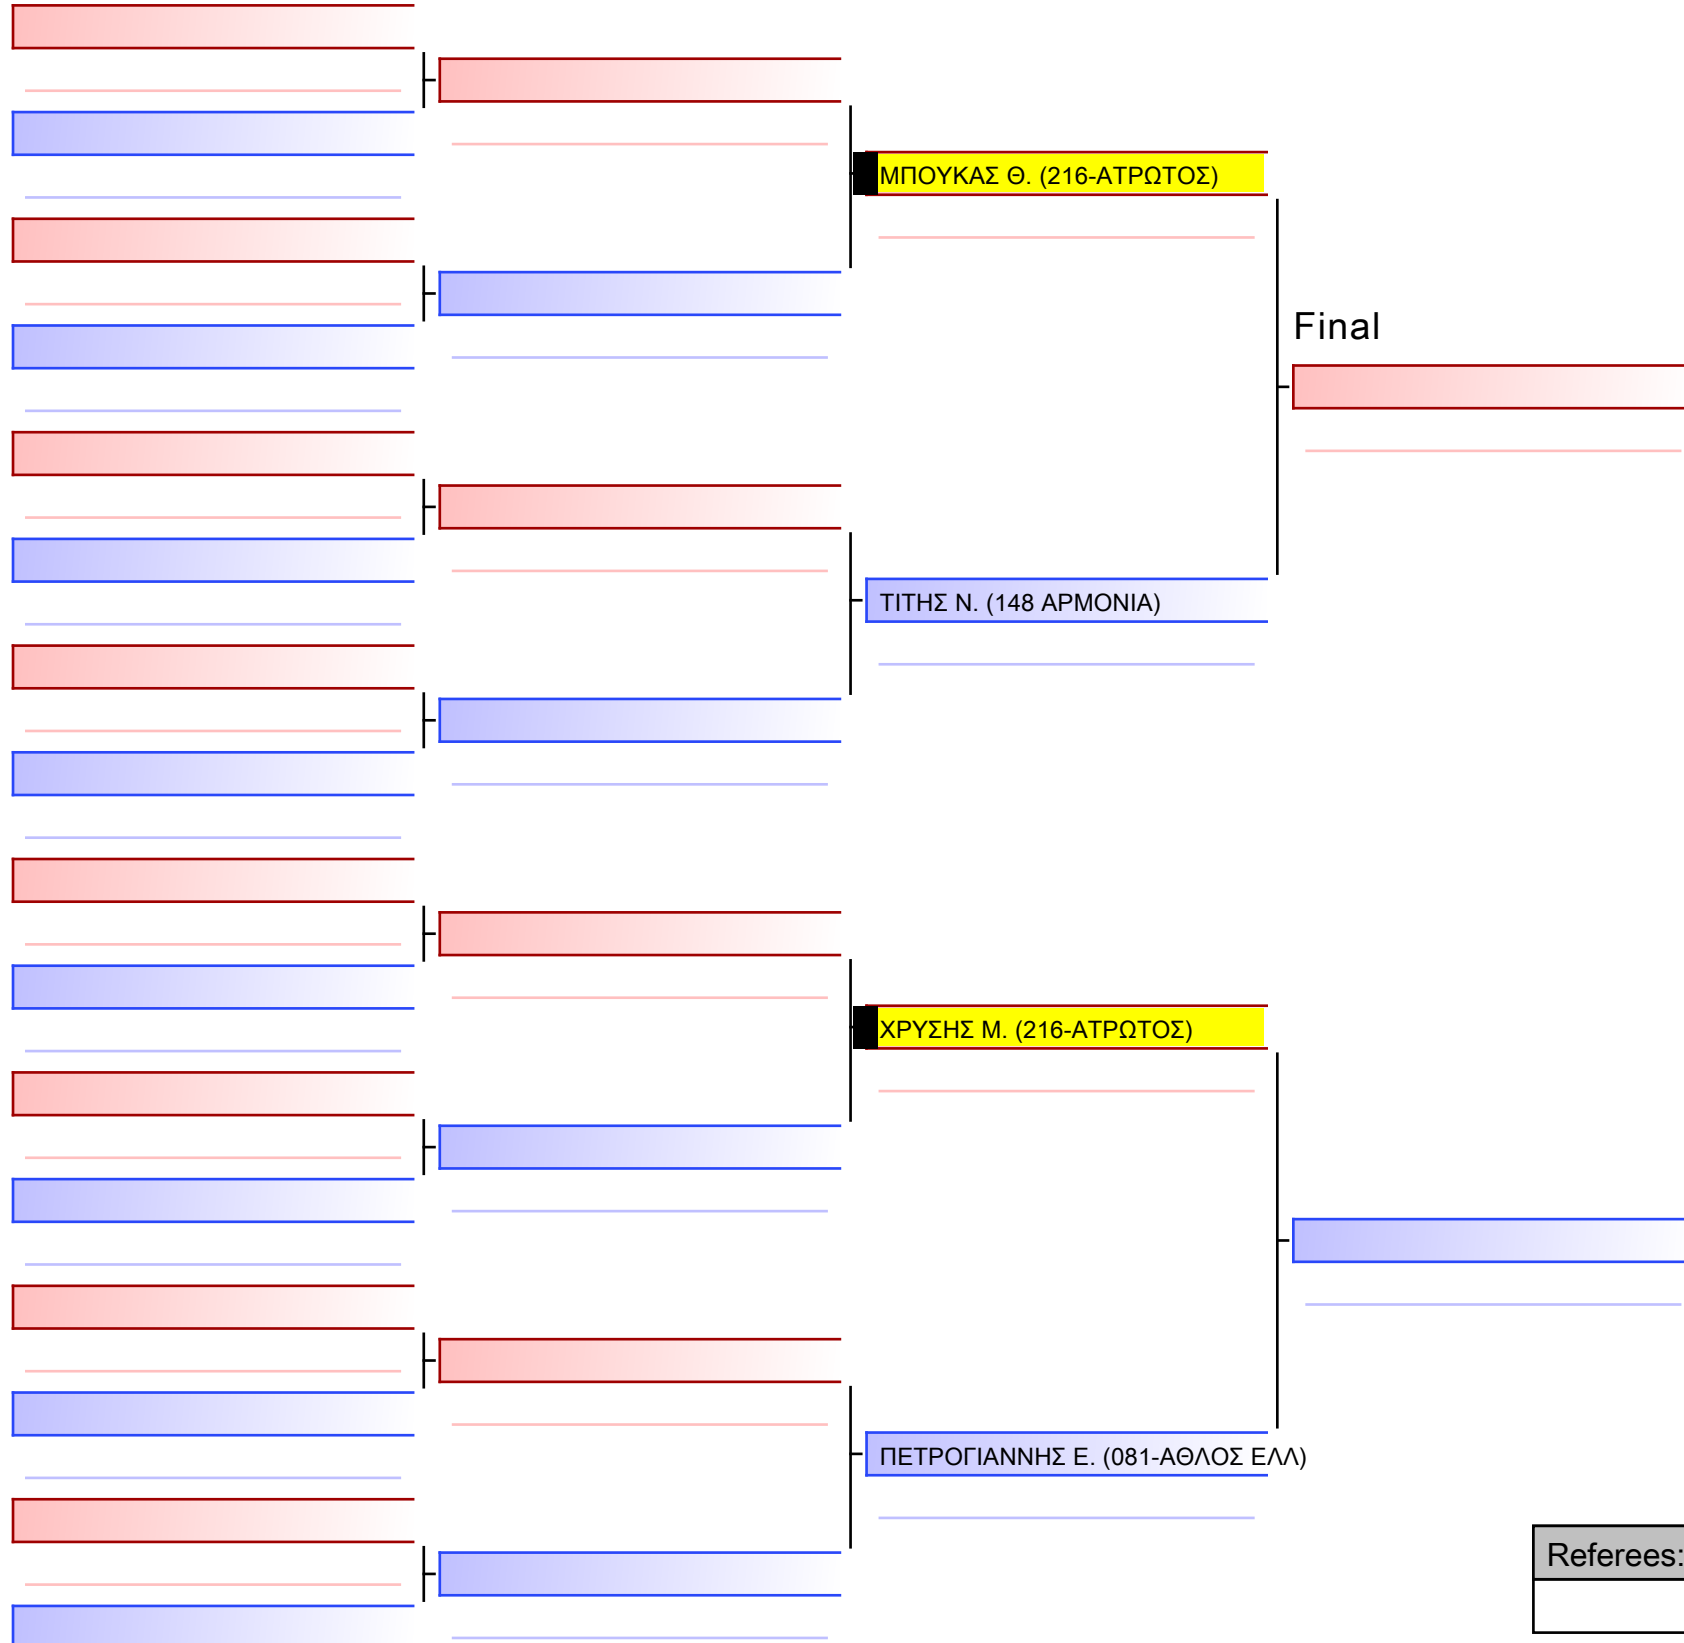 ΜΠΟΥΚΑΣ Θ. (216-ΑΤΡΩΤΟΣ)
Final
ΤΙΤΗΣ Ν. (148 ΑΡΜΟΝΙΑ)
ΧΡΥΣΗΣ Μ. (216-ΑΤΡΩΤΟΣ)
ΠΕΤΡΟΓΙΑΝΝΗΣ Ε. (081-ΑΘΛΟΣ ΕΛΛ)
Referees: